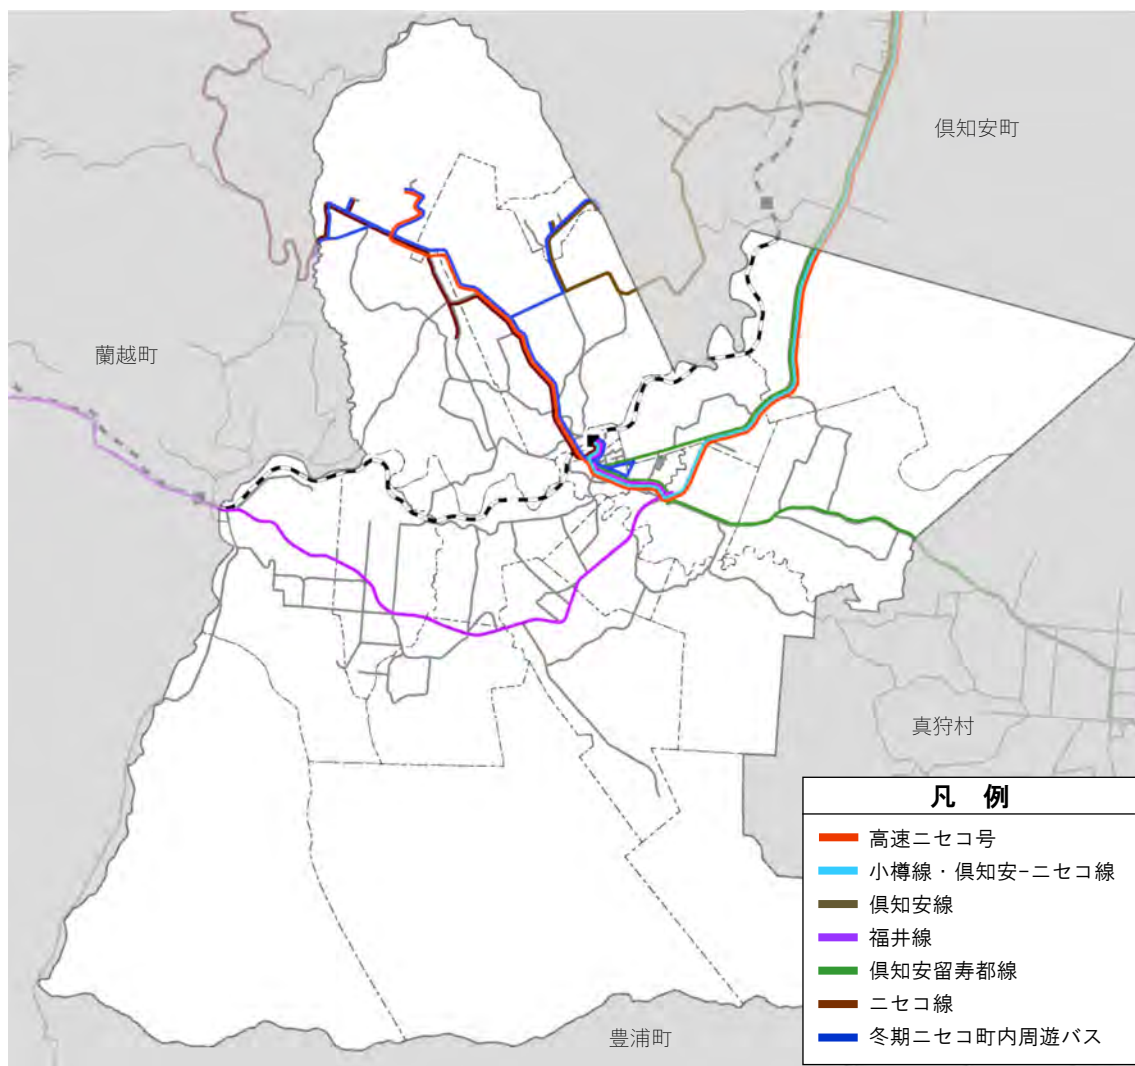 倶知安町
蘭越町
真狩村
豊浦町
凡 例
高速ニセコ号
小樽線・倶知安-ニセコ線
倶知安線
福井線
倶知安留寿都線
ニセコ線
冬期ニセコ町内周遊バス